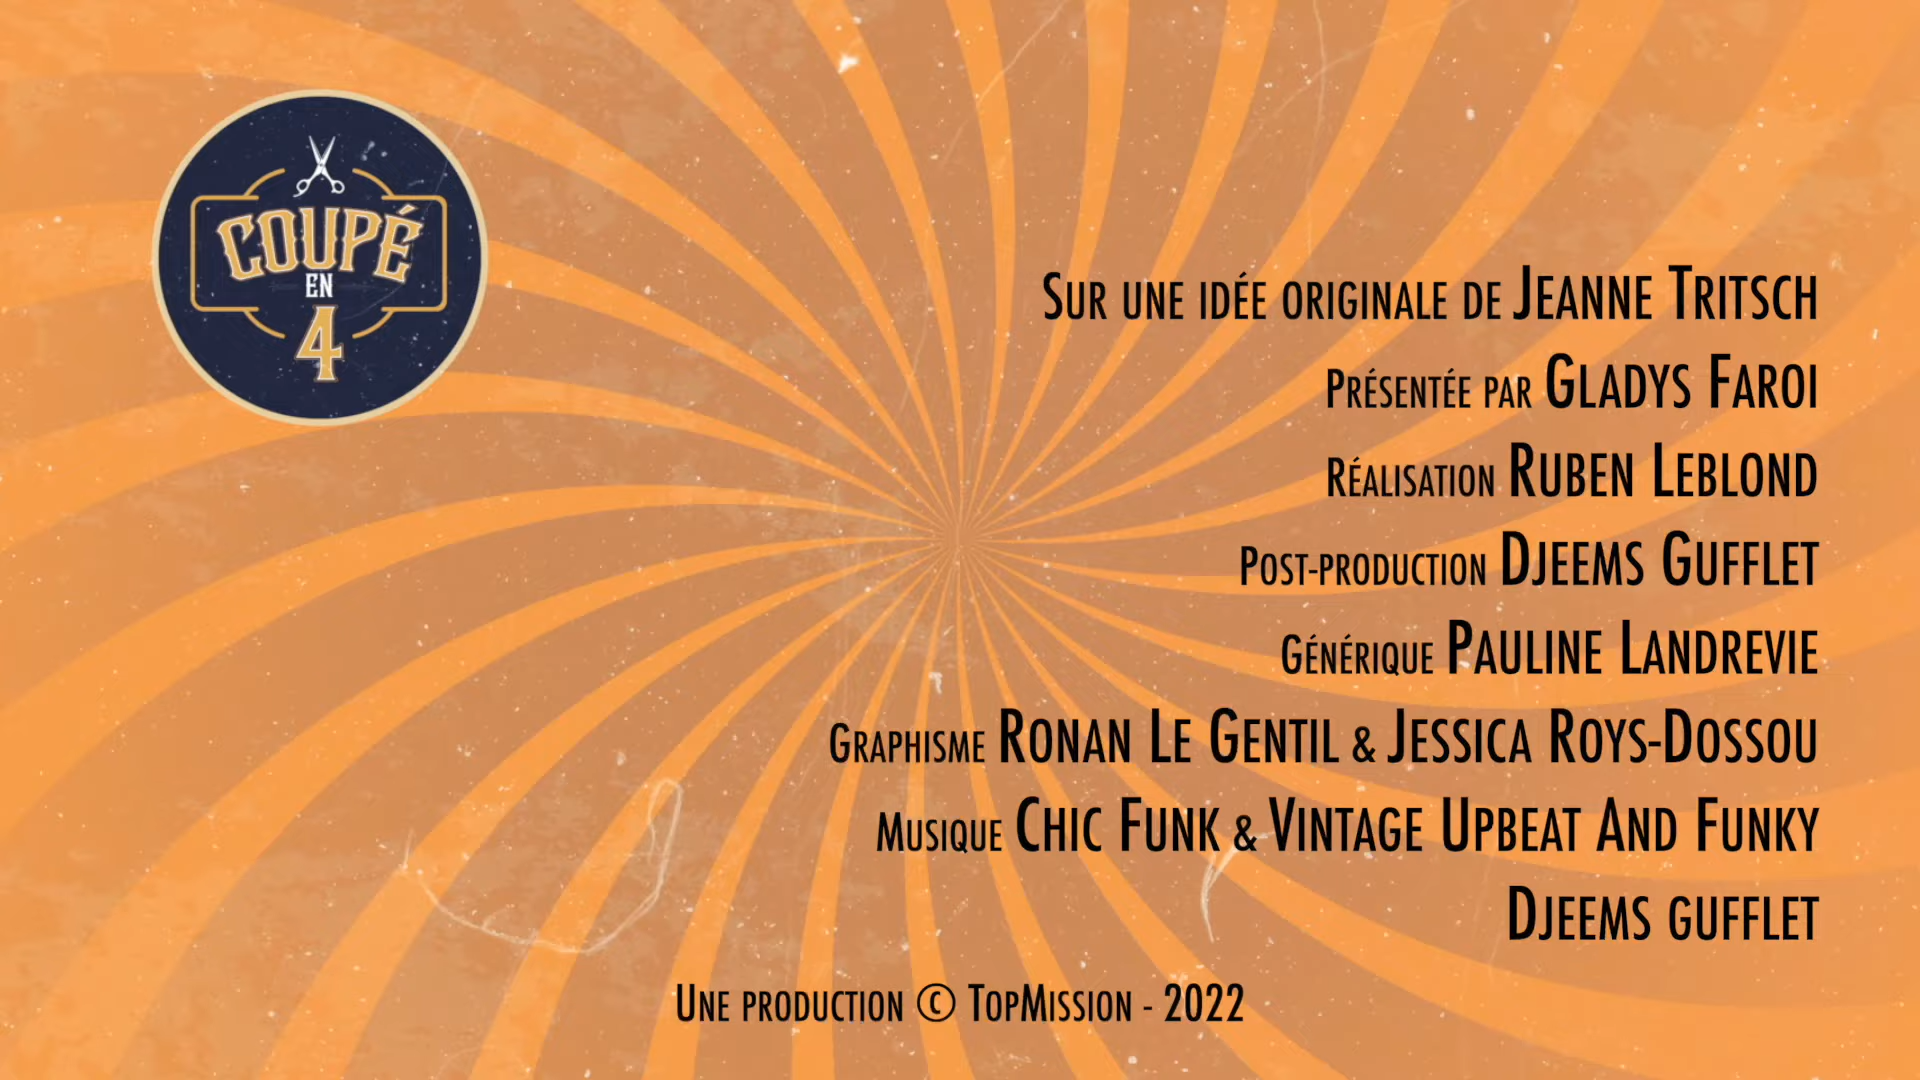 COUPÉ
EN
4
Sur une idée originale de Jeanne Tritsch
Présentée par Gladys Faroi
Réalisation Ruben Leblond
Post-production Djeems Gufflet
Générique Pauline Landrevie
Graphisme Ronan Le Gentil & Jessica Roys-Dossou
Musique Chic Funk & Vintage Upbeat And Funky
Djeems gufflet
Une production © TopMission - 2022